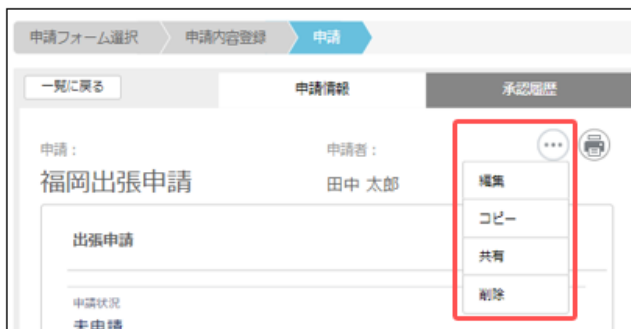 申請フォーム選択 申請内容登録 申請
一覧に戻る 申請情報 承認履歴
申請： 申請者：
福岡出張申請 田中 太郎
編集
コピー
共有
削除
出張申請
申請状況
未申請